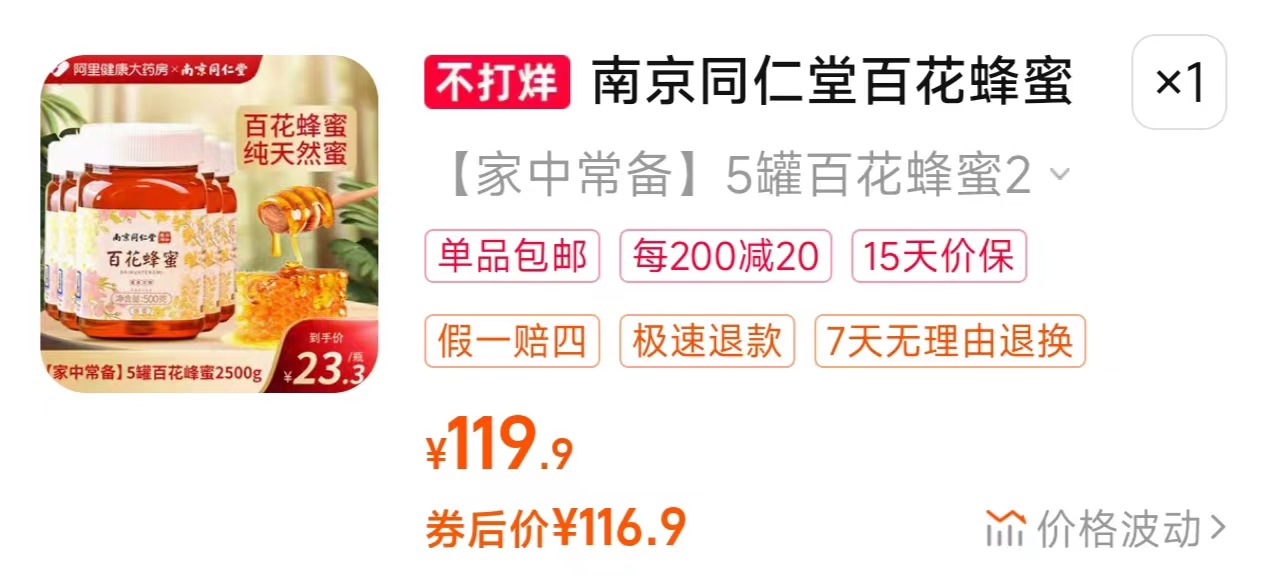 阿里健康大药房×南京同仁堂
百花蜂蜜
纯天然蜜
南京同仁堂
百花蜂蜜
净含量:500克
到手价
¥23.3/瓶
【家中常备】5罐百花蜂蜜2500g
不打烊 南京同仁堂百花蜂蜜
×1
【家中常备】5罐百花蜂蜜2
单品包邮 每200减20 15天价保
假一赔四 极速退款 7天无理由退换
¥119.9
券后价¥116.9
价格波动